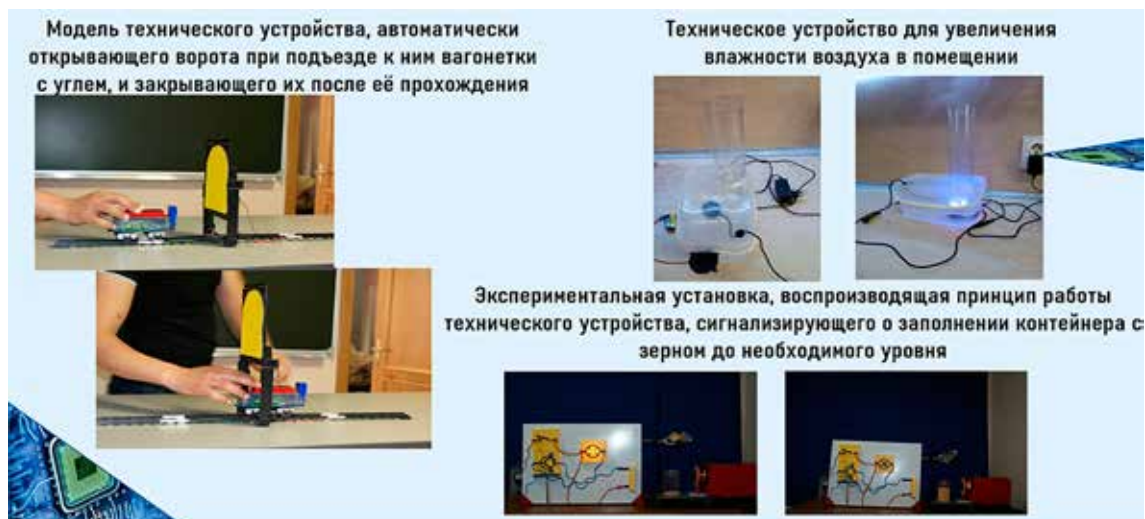 Модель технического устройства, автоматически
открывающего ворота при подъезде к ним вагонетки
с углем, и закрывающего их после её прохождения
Техническое устройство для увеличения
влажности воздуха в помещении
Экспериментальная установка, воспроизводящая принцип работы
технического устройства, сигнализирующего о заполнении контейнера с
зерном до необходимого уровня